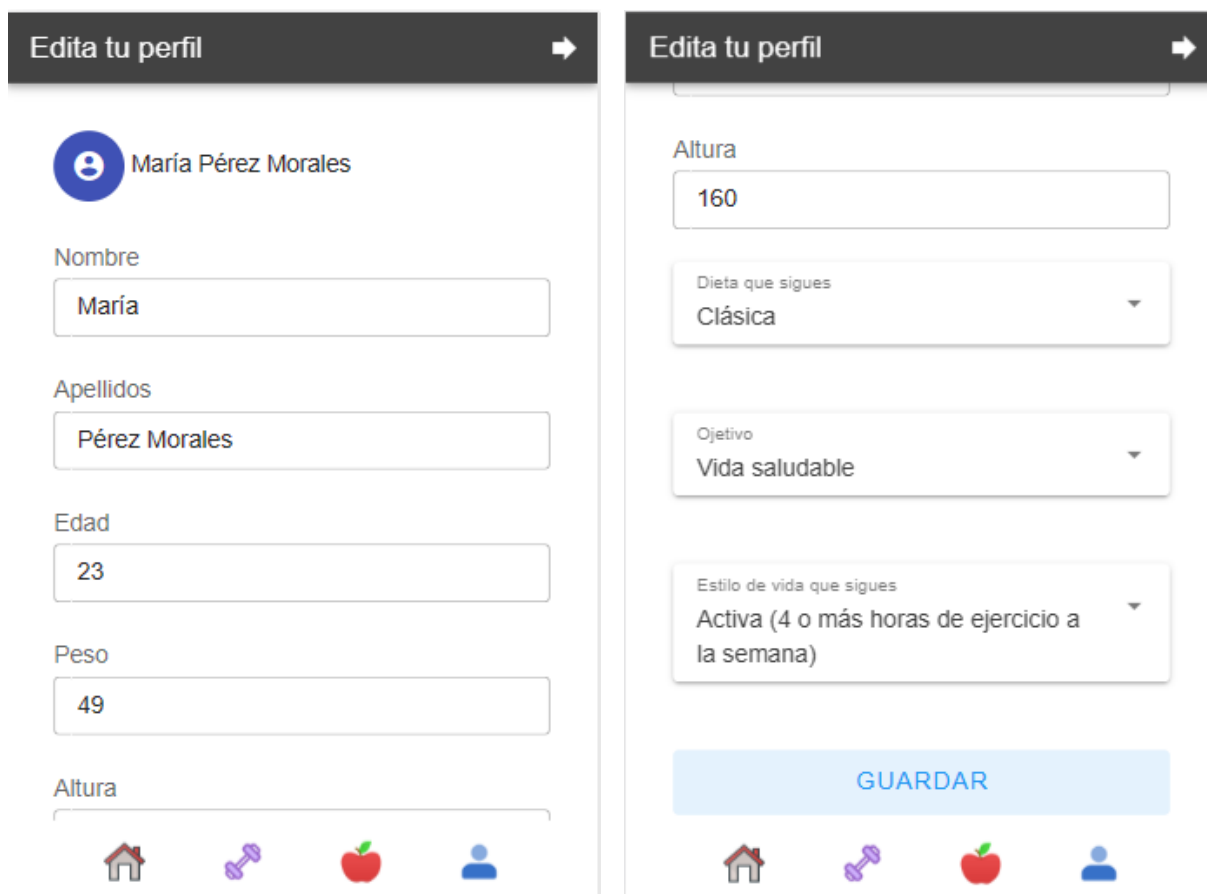 Edita tu perfil
María Pérez Morales
Nombre
María
Apellidos
Pérez Morales
Edad
23
Peso
49
Altura
Edita tu perfil
Altura
160
Dieta que sigues
Clásica
Ojetivo
Vida saludable
Estilo de vida que sigues
Activa (4 o más horas de ejercicio a
la semana)
GUARDAR